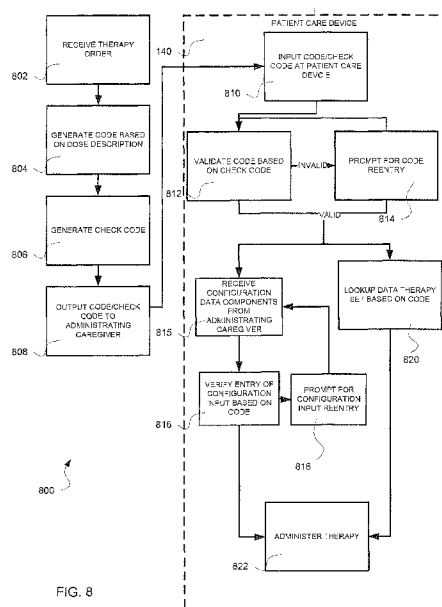 PATIENT CARE DEVICE
RECEIVE THERAPY
ORDER
802
140
INPUT CODE/CHECK
CODE AT PATIENT CARE
DEVICE
810
GENERATE CODE BASED
ON DOSE DESCRIPTION
804
VALIDATE CODE BASED
ON CHECK CODE
812
INVALID
PROMPT FOR CODE
REENTRY
814
GENERATE CHECK CODE
806
VALID
OUTPUT CODE/CHECK
CODE TO
ADMINISTRATING
CAREGIVER
808
RECEIVE
CONFIGURATION
DATA COMPONENTS
FROM ADMINISTRATING
CAREGIVER
815
LOOKUP DATA THERAPY
SET BASED ON CODE
820
VERIFY ENTRY OF
CONFIGURATION
INPUT BASED ON
CODE
816
PROMPT FOR
CONFIGURATION
INPUT REENTRY
816
800
ADMINISTER THERAPY
822
FIG. 8